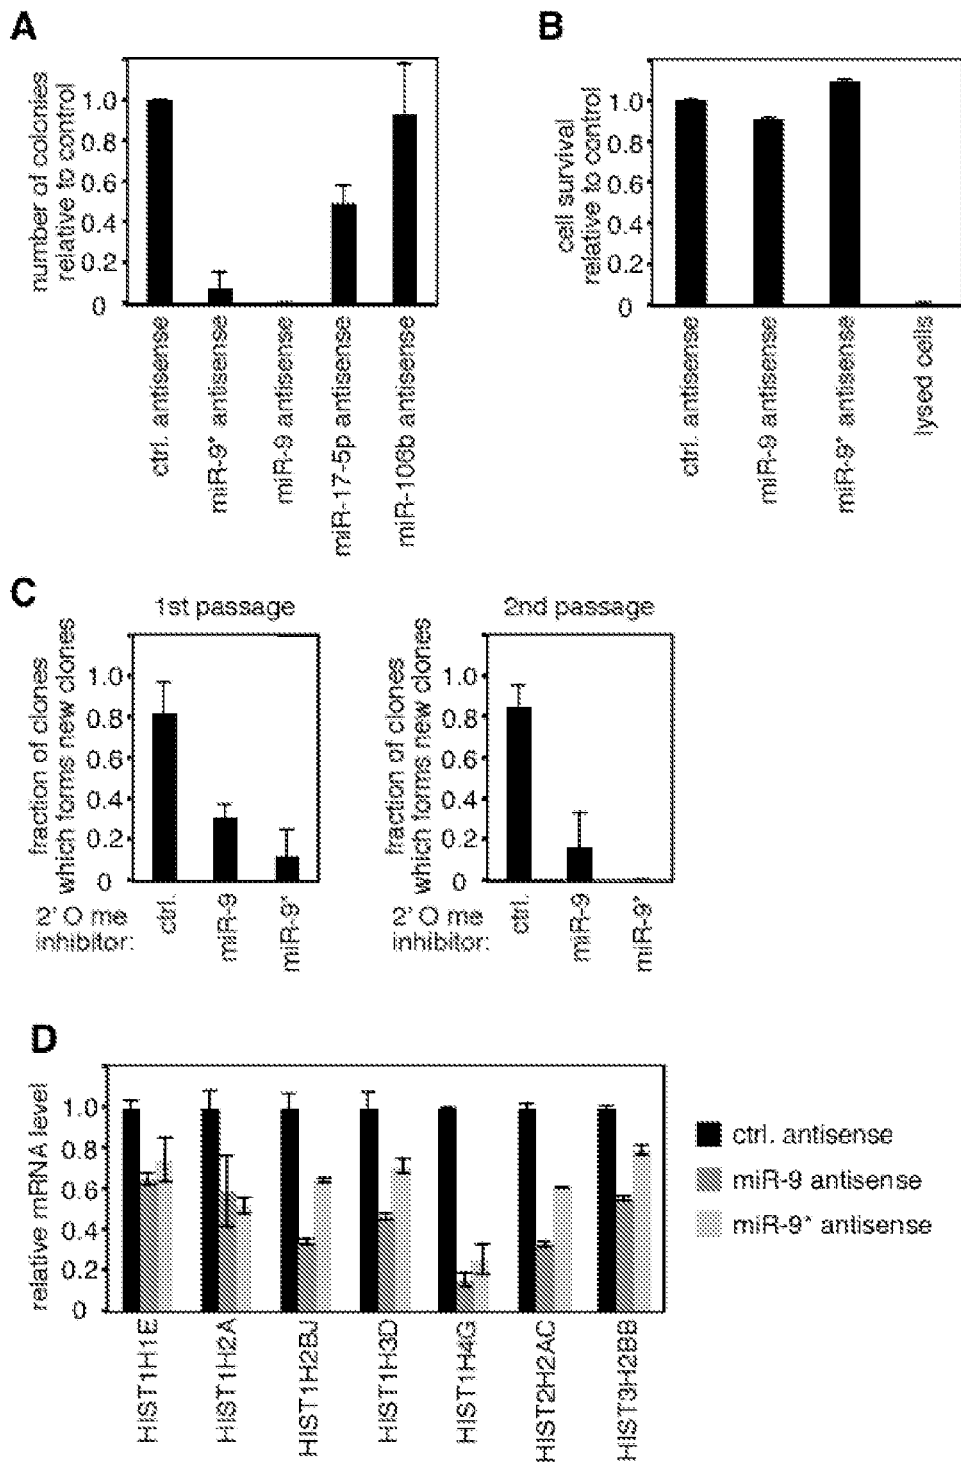 A
number of colonies
relative to control
1.0
0.8
0.6
0.4
0.2
0
ctrl. antisense
miR-9* antisense
miR-9 antisense
miR-17-5p antisense
miR-106b antisense
B
cell survival
relative to control
1.0
0.8
0.6
0.4
0.2
0
ctrl. antisense
miR-9 antisense
miR-9* antisense
lysed cells
C
1st passage
fraction of clones
which forms new clones
1.0
0.8
0.6
0.4
0.2
0
2' O me
inhibitor:
ctrl.
miR-9
miR-9*
2nd passage
fraction of clones
which forms new clones
1.0
0.8
0.6
0.4
0.2
0
2' O me
inhibitor:
ctrl.
miR-9
miR-9*
D
relative mRNA level
1.0
0.8
0.6
0.4
0.2
0
HIST1H1E
HIST1H2A
HIST1H2BJ
HIST1H3D
HIST1H4G
HIST2H2AC
HIST3H2BB
ctrl. antisense
miR-9 antisense
miR-9* antisense